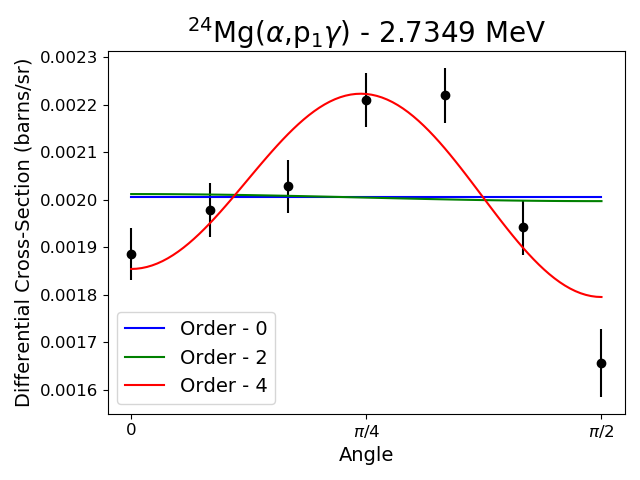 ²⁴Mg(α,p₁γ) - 2.7349 MeV
Differential Cross-Section (barns/sr)
0.0023
0.0022
0.0021
0.0020
0.0019
0.0018
0.0017
0.0016
Order - 0
Order - 2
Order - 4
0 π/4 π/2
Angle